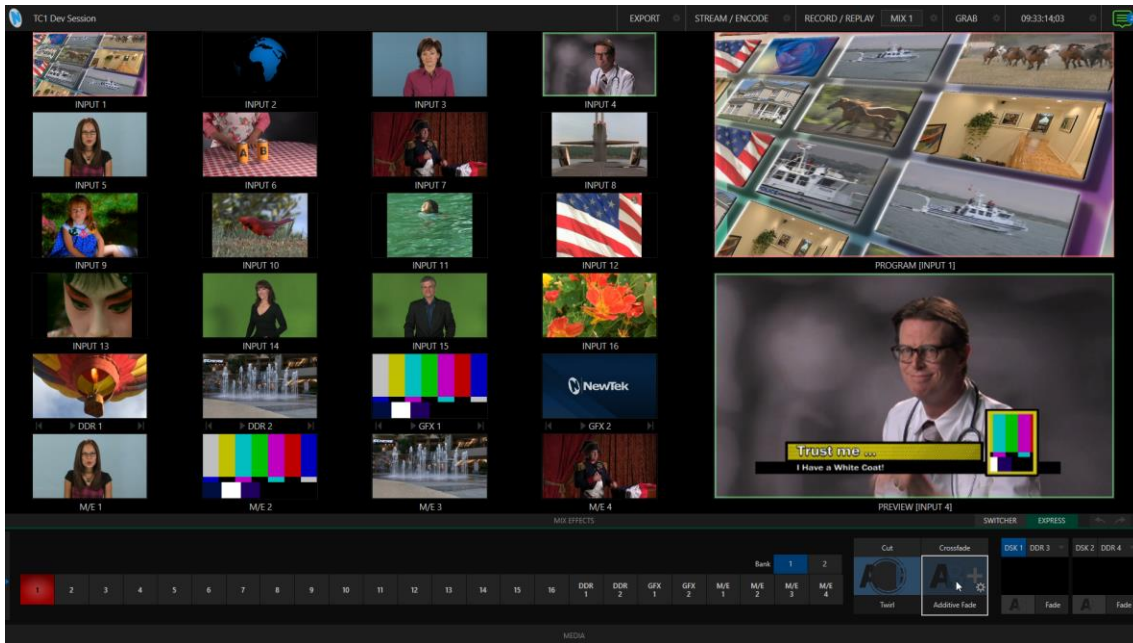 TC1 Dev Session
EXPORT
STREAM / ENCODE
RECORD / REPLAY
MIX 1
GRAB
09:33:14;03
INPUT 1
INPUT 2
INPUT 3
INPUT 4
INPUT 5
INPUT 6
INPUT 7
INPUT 8
INPUT 9
INPUT 10
INPUT 11
INPUT 12
INPUT 13
INPUT 14
INPUT 15
INPUT 16
NewTek
DDR 1
DDR 2
GFX 1
GFX 2
M/E 1
M/E 2
M/E 3
M/E 4
A B
PROGRAM [INPUT 1]
Trust me ...
I Have a White Coat!
PREVIEW [INPUT 4]
MIX EFFECTS
SWITCHER
EXPRESS
Bank 1 2
1 2 3 4 5 6 7 8 9 10 11 12 13 14 15 16 DDR 1 DDR 2 GFX 1 GFX 2 M/E 1 M/E 2 M/E 3 M/E 4
Cut
Crossfade
Twirl
Additive Fade
DSK 1 DDR 3
DSK 2 DDR 4
Fade
Fade
MEDIA